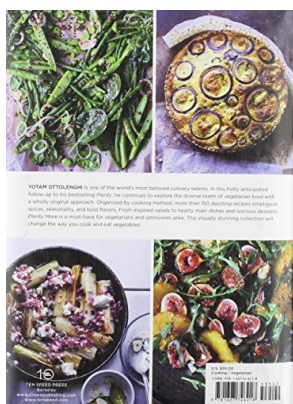 YOTAM OTTOLENGHI is one of the world's most beloved culinary talents. In this hotly anticipated
follow-up to his bestselling Plenty, he continues to explore the diverse realm of vegetarian food with
a wholly original approach. Organized by cooking method, more than 150 dazzling recipes emphasize
spices, seasonality, and bold flavors. From inspired salads to hearty main dishes and luscious desserts,
Plenty More is a must-have for vegetarians and omnivores alike. This visually stunning collection will
change the way you cook and eat vegetables.
TEN SPEED PRESS
Berkeley
U.S. $35.00
Cooking / Vegetarian